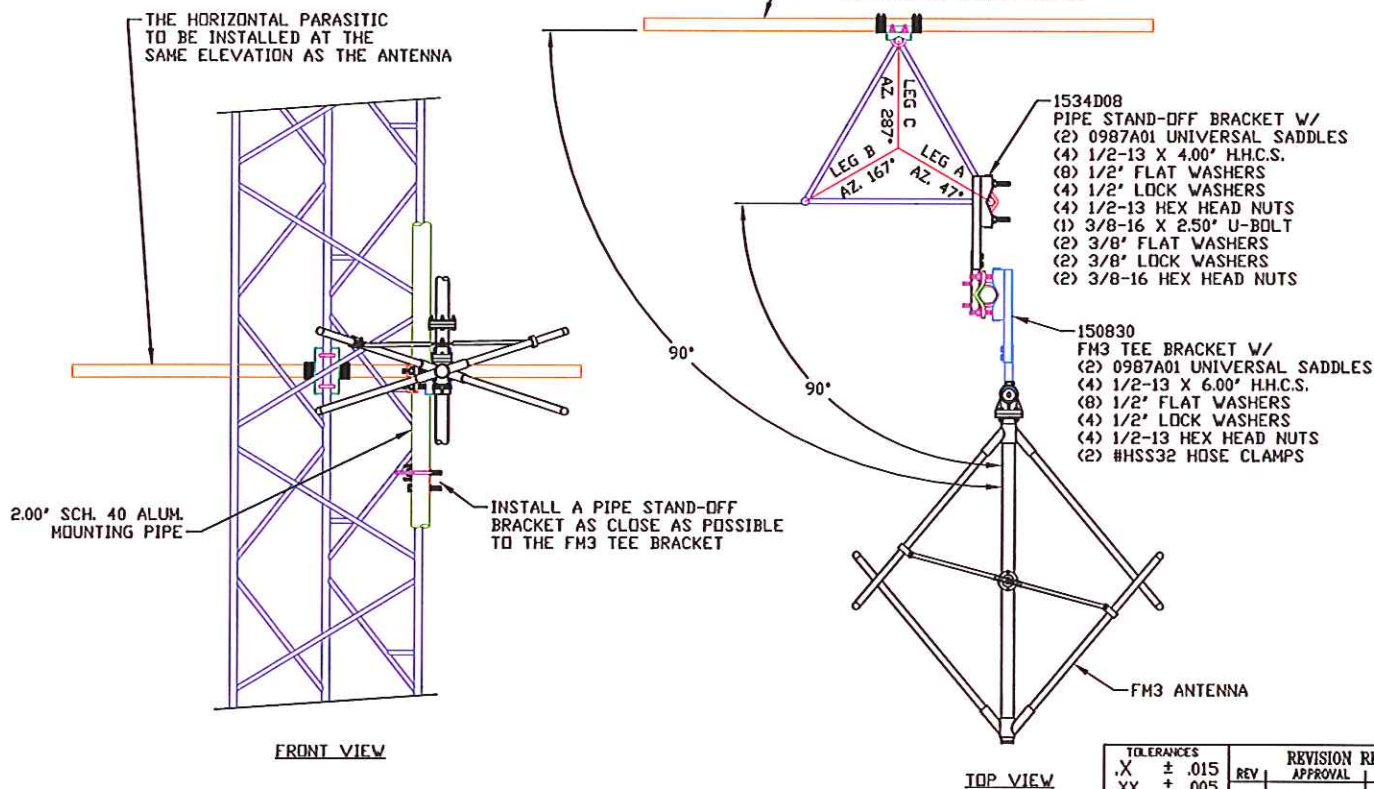 THE HORIZONTAL PARASITIC
TO BE INSTALLED AT THE
SAME ELEVATION AS THE ANTENNA
LEG C
AZ. 287°
LEG B
AZ. 167°
LEG A
AZ. 47°
1534D08
PIPE STAND-OFF BRACKET W/
(2) 0987A01 UNIVERSAL SADDLES
(4) 1/2-13 X 4.00" H.H.C.S.
(8) 1/2" FLAT WASHERS
(4) 1/2" LOCK WASHERS
(4) 1/2-13 HEX HEAD NUTS
(1) 3/8-16 X 2.50" U-BOLT
(2) 3/8" FLAT WASHERS
(2) 3/8" LOCK WASHERS
(2) 3/8-16 HEX HEAD NUTS
150830
FM3 TEE BRACKET W/
(2) 0987A01 UNIVERSAL SADDLES
(4) 1/2-13 X 6.00" H.H.C.S.
(8) 1/2" FLAT WASHERS
(4) 1/2" LOCK WASHERS
(4) 1/2-13 HEX HEAD NUTS
(2) #HSS32 HOSE CLAMPS
90°
90°
2.00" SCH. 40 ALUM.
MOUNTING PIPE
INSTALL A PIPE STAND-OFF
BRACKET AS CLOSE AS POSSIBLE
TO THE FM3 TEE BRACKET
FM3 ANTENNA
FRONT VIEW
TOP VIEW
TOLERANCES
.X ± .015
.XX ± .005
REVISION
REV
APPROVAL